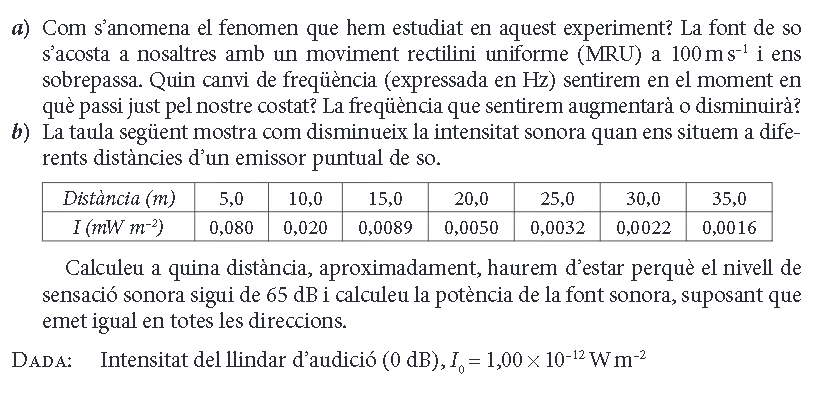 a) Com s’anomena el fenomen que hem estudiat en aquest experiment? La font de so
s’acosta a nosaltres amb un moviment rectilini uniforme (MRU) a 100 m s⁻¹ i ens
sobrepassa. Quin canvi de freqüència (expressada en Hz) sentirem en el moment en
què passi just pel nostre costat? La freqüència que sentirem augmentarà o disminuirà?
b) La taula següent mostra com disminueix la intensitat sonora quan ens situem a dife-
rents distàncies d’un emissor puntual de so.
Distància (m) 5,0 10,0 15,0 20,0 25,0 30,0 35,0
I (mW m⁻²) 0,080 0,020 0,0089 0,0050 0,0032 0,0022 0,0016
Calculeu a quina distància, aproximadament, haurem d’estar perquè el nivell de
sensació sonora sigui de 65 dB i calculeu la potència de la font sonora, suposant que
emet igual en totes les direccions.
DADA: Intensitat del llindar d’audició (0 dB), I₀ = 1,00 × 10⁻¹² W m⁻²